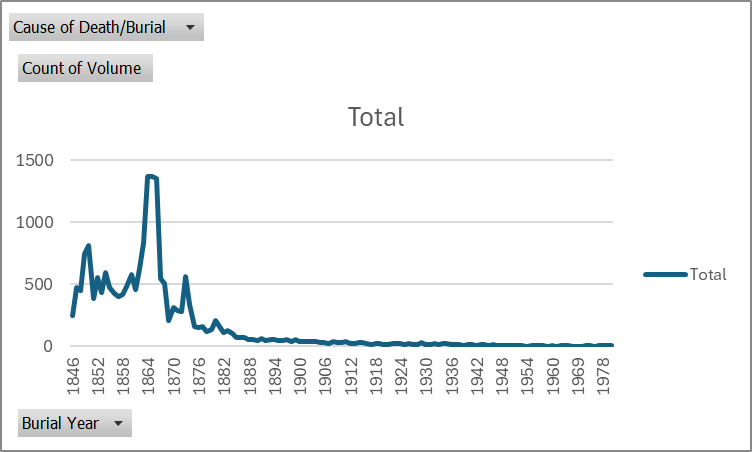 Cause of Death/Burial
Count of Volume
Total
1500
1000
500
0
Total
1846 1852 1858 1864 1870 1876 1882 1888 1894 1900 1906 1912 1918 1924 1930 1936 1942 1948 1954 1960 1969 1978
Burial Year